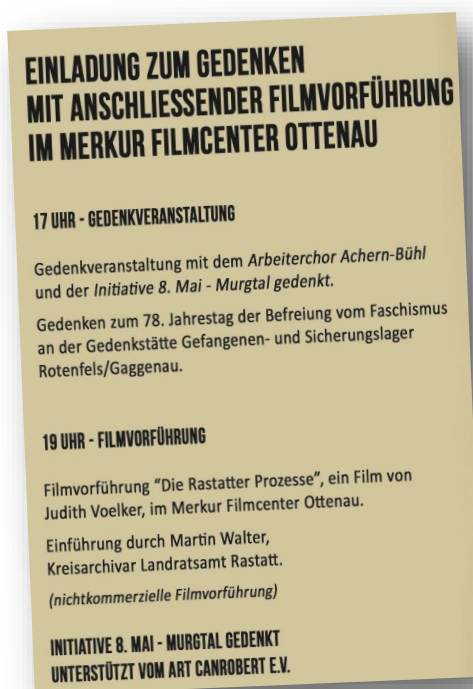 EINLADUNG ZUM GEDENKEN
MIT ANSCHLIESSENDER FILMVORFÜHRUNG
IM MERKUR FILMCENTER OTTENAU
17 UHR - GEDENKVERANSTALTUNG
Gedenkveranstaltung mit dem Arbeiterchor Achern-Bühl
und der Initiative 8. Mai - Murgtal gedenkt.
Gedenken zum 78. Jahrestag der Befreiung vom Faschismus
an der Gedenkstätte Gefangenen- und Sicherungslager
Rotenfels/Gaggenau.
19 UHR - FILMVORFÜHRUNG
Filmvorführung "Die Rastatter Prozesse", ein Film von
Judith Voelker, im Merkur Filmcenter Ottenau.
Einführung durch Martin Walter,
Kreisarchivar Landratsamt Rastatt.
(nichtkommerzielle Filmvorführung)
INITIATIVE 8. MAI - MURGTAL GEDENKT
UNTERSTÜTZT VOM ART CANROBERT E.V.